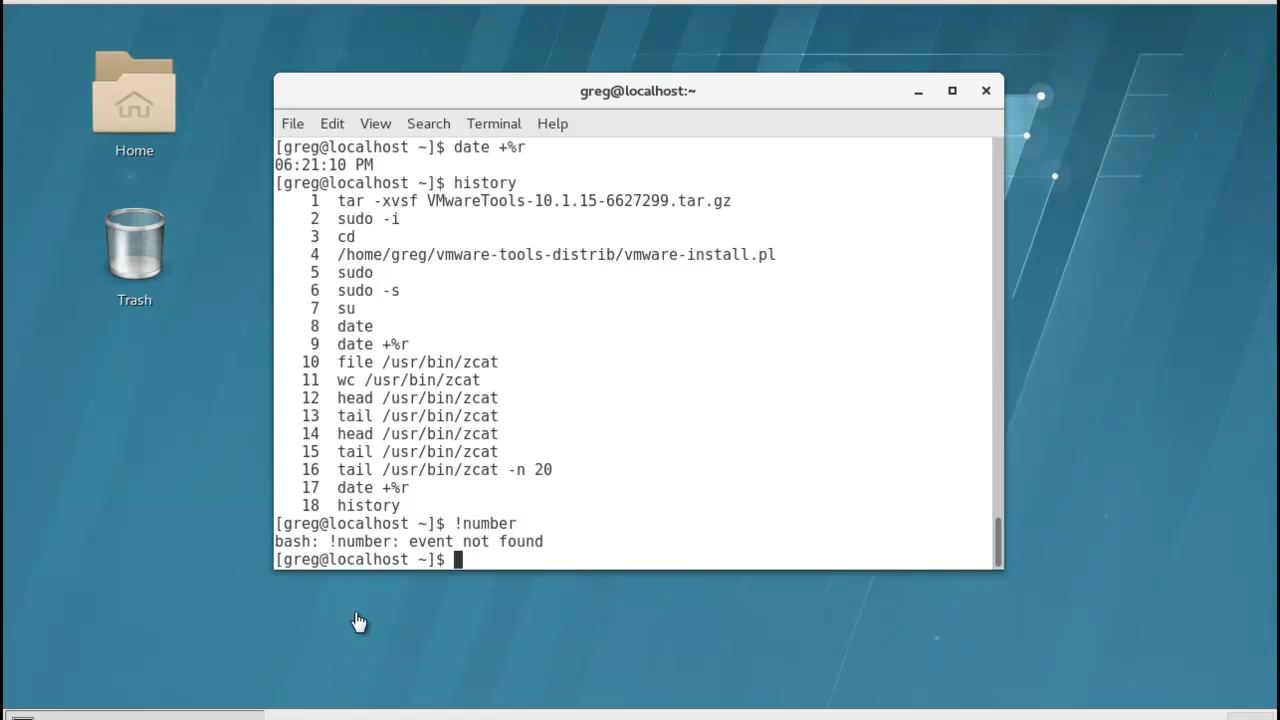 greg@localhost:~
File Edit View Search Terminal Help
Home
Trash
[greg@localhost ~]$ date +%r
06:21:10 PM
[greg@localhost ~]$ history
1 tar -xvsf VMwareTools-10.1.15-6627299.tar.gz
2 sudo -i
3 cd
4 /home/greg/vmware-tools-distrib/vmware-install.pl
5 sudo
6 sudo -s
7 su
8 date
9 date +%r
10 file /usr/bin/zcat
11 wc /usr/bin/zcat
12 head /usr/bin/zcat
13 tail /usr/bin/zcat
14 head /usr/bin/zcat
15 tail /usr/bin/zcat
16 tail /usr/bin/zcat -n 20
17 date +%r
18 history
[greg@localhost ~]$ !number
bash: !number: event not found
[greg@localhost ~]$